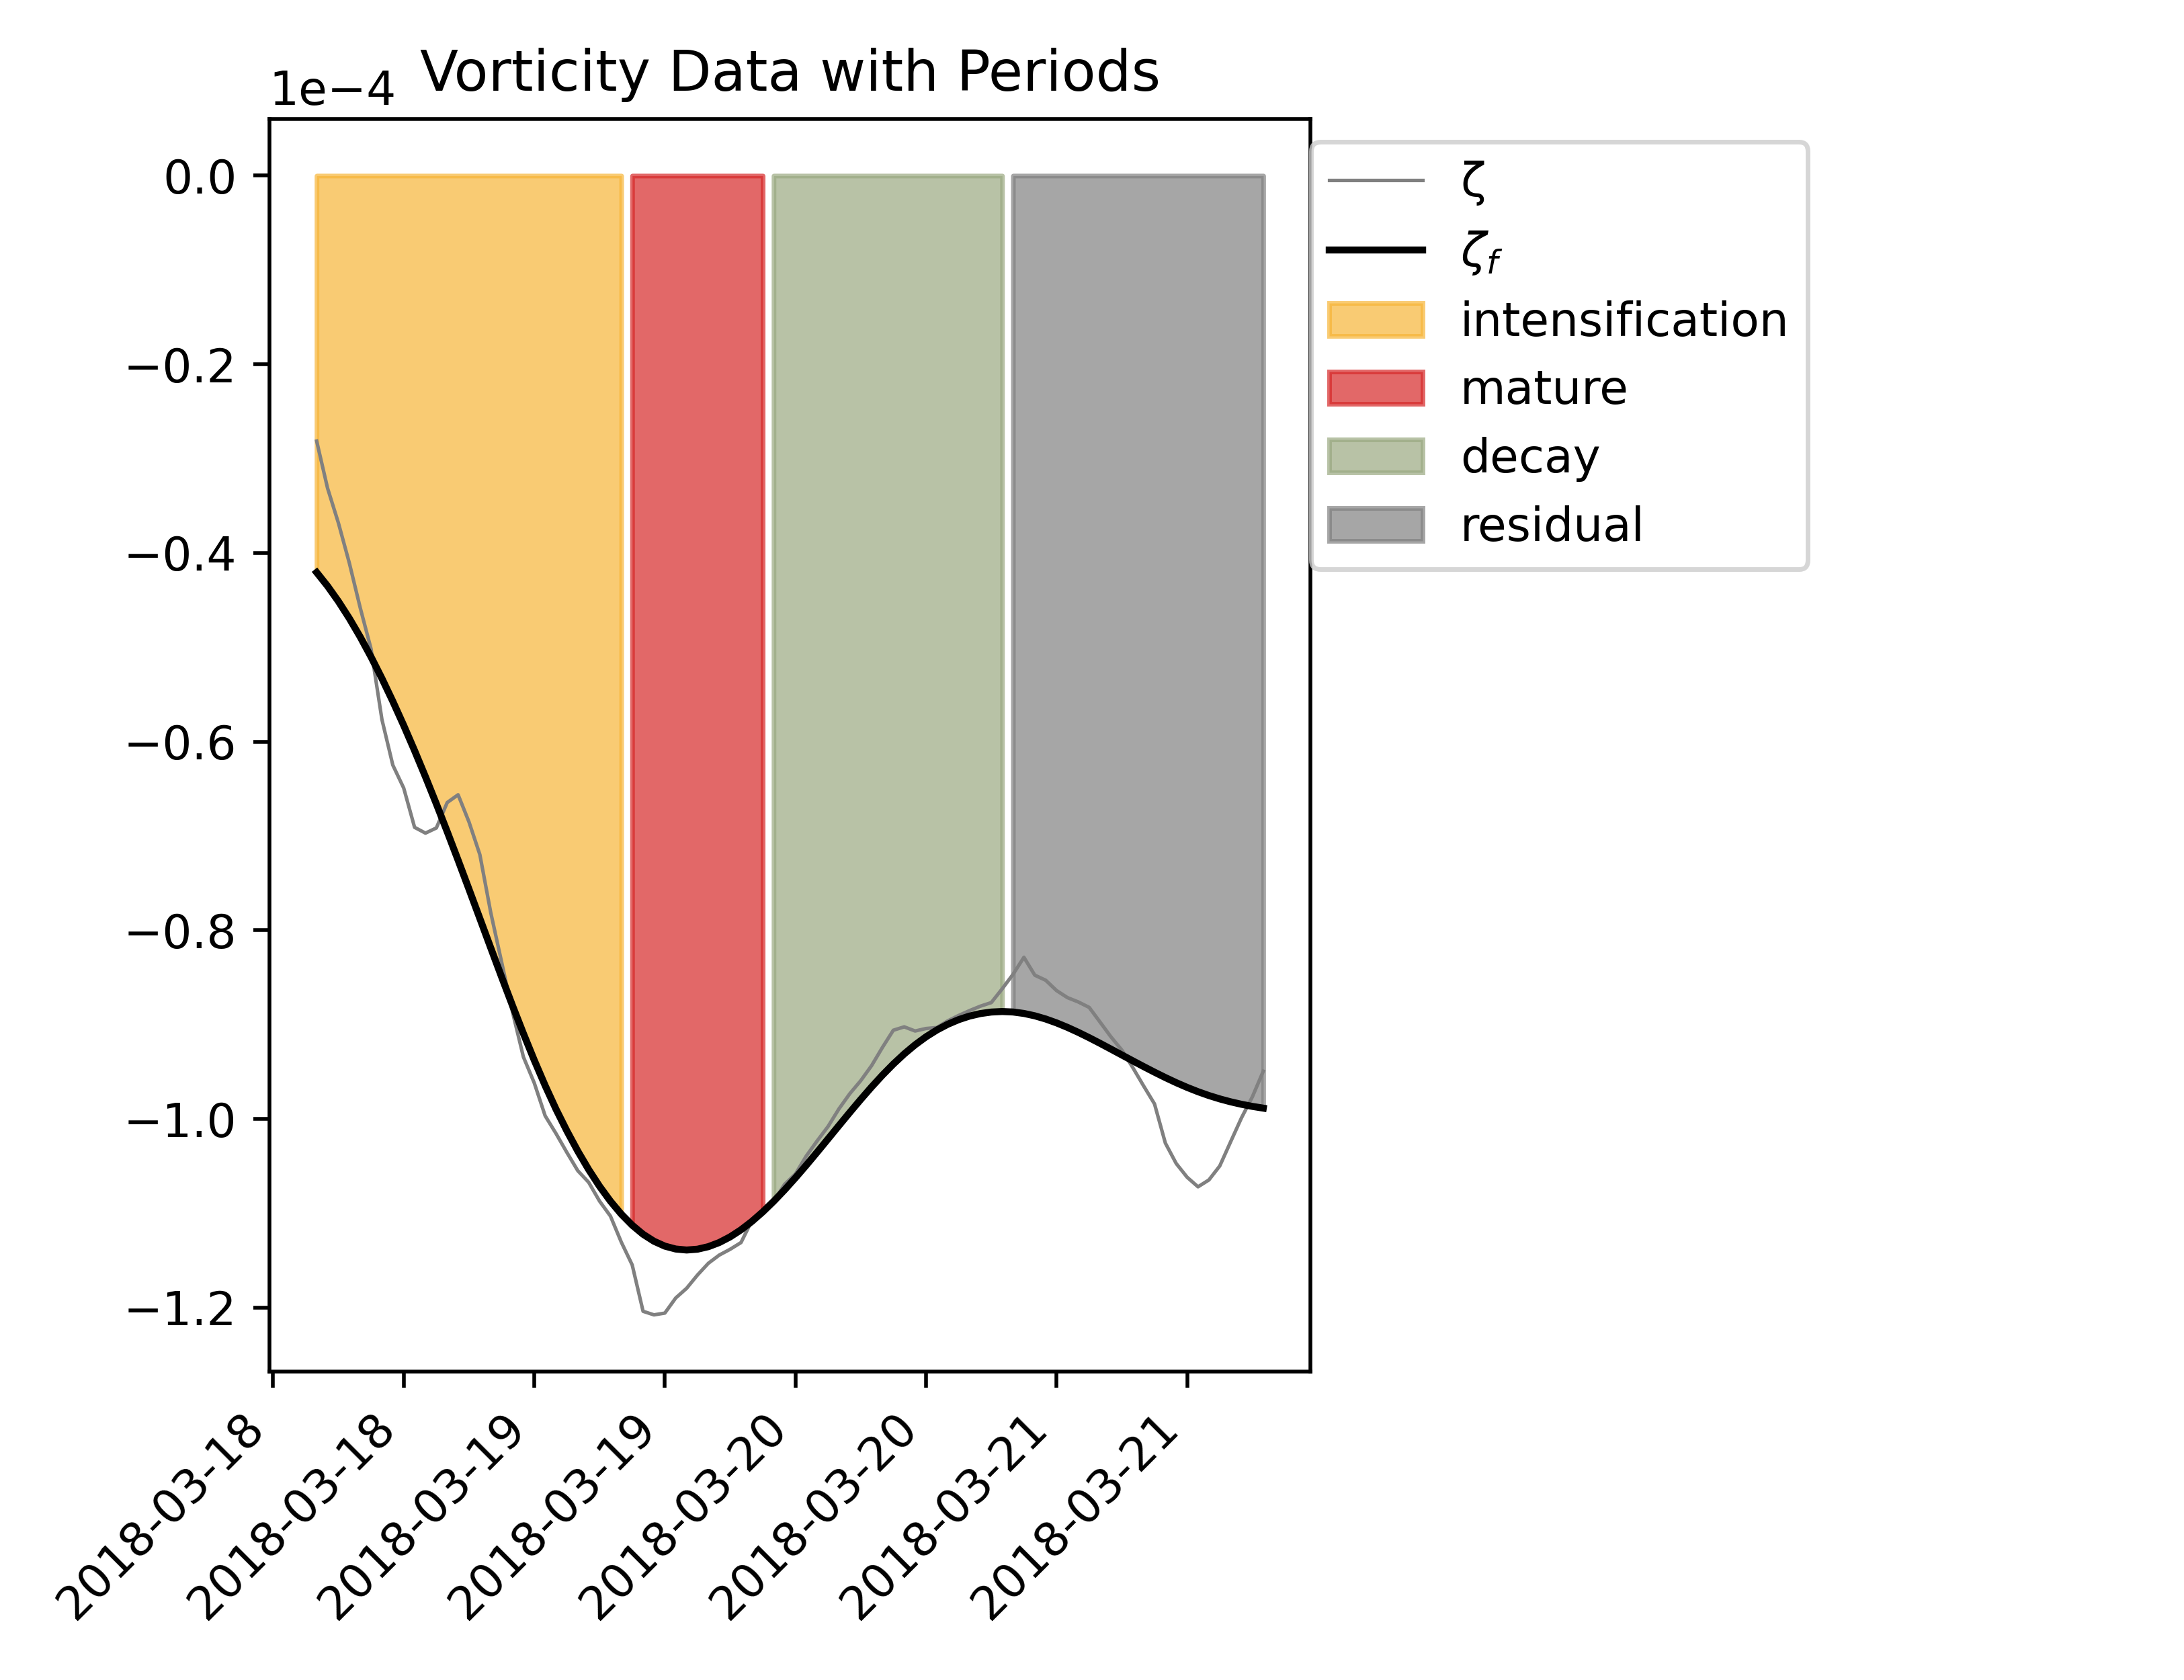 Vorticity Data with Periods
1e−4
0.0
−0.2
−0.4
−0.6
−0.8
−1.0
−1.2
2018-03-18
2018-03-18
2018-03-19
2018-03-19
2018-03-20
2018-03-20
2018-03-21
2018-03-21
ζ
ζf
intensification
mature
decay
residual